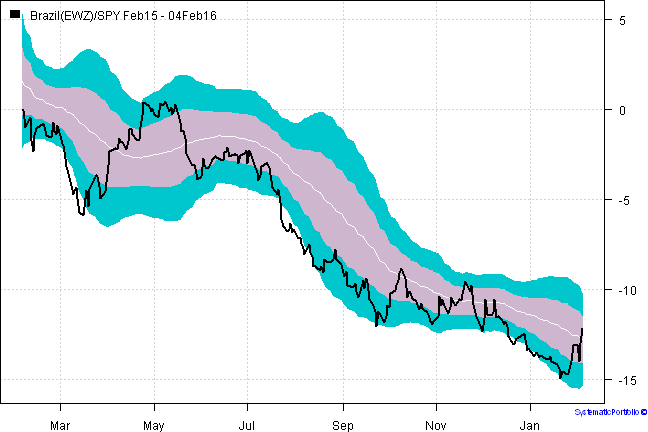 Brazil(EWZ)/SPY Feb15 - 04Feb16
5
0
-5
-10
-15
Mar May Jul Sep Nov Jan
SystematicPortfolio ©